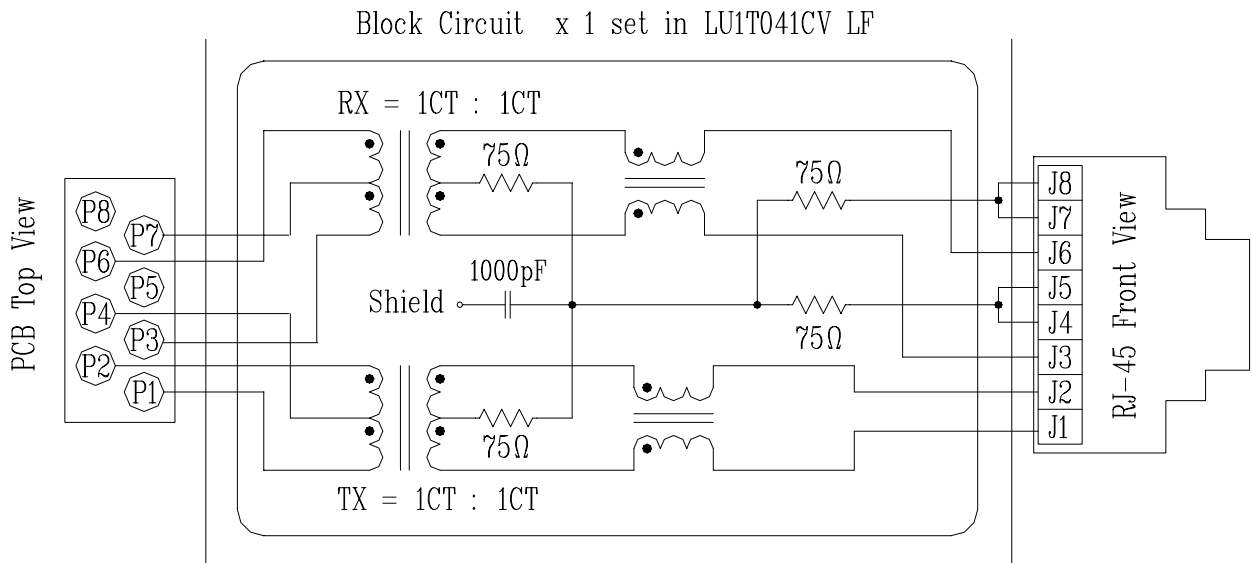 Block Circuit x 1 set in LU1T041CV LF
RX = 1CT : 1CT
75Ω
75Ω
PCB Top View
P8
P7
P6
P5
P4
P3
P2
P1
1000pF
Shield
75Ω
75Ω
TX = 1CT : 1CT
J8
J7
J6
J5
J4
J3
J2
J1
RJ-45 Front View